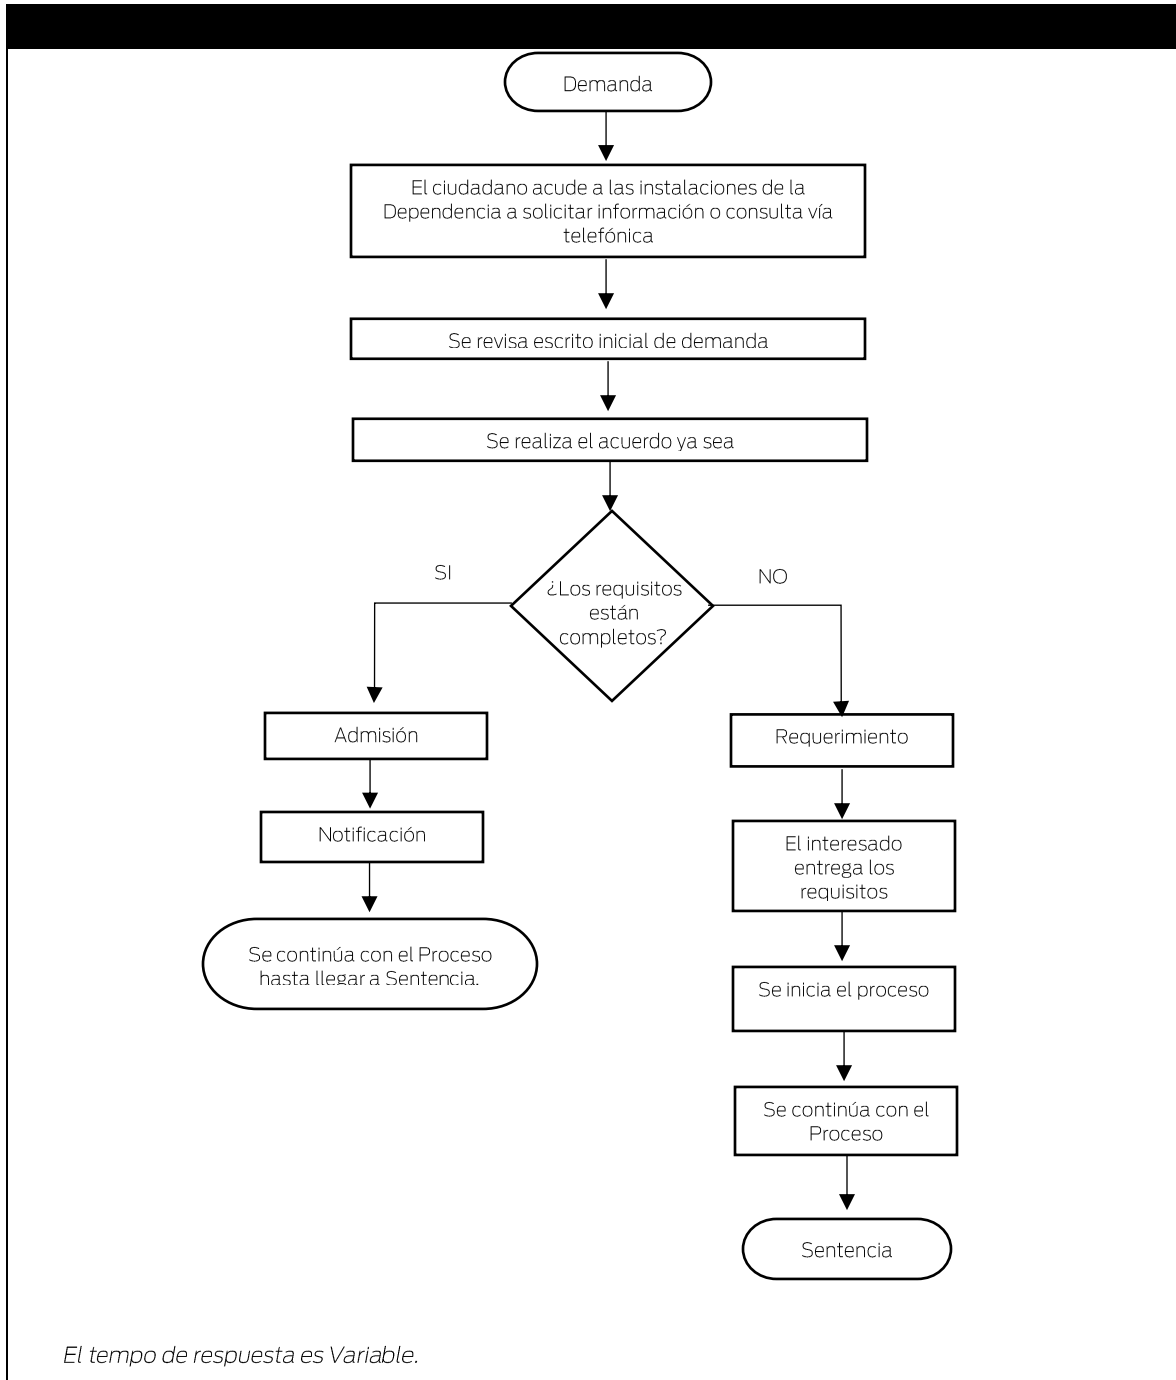 Demanda
El ciudadano acude a las instalaciones de la
Dependencia a solicitar información o consulta vía
telefónica
Se revisa escrito inicial de demanda
Se realiza el acuerdo ya sea
¿Los requisitos
están
completos?
SI
NO
Admisión
Notificación
Se continúa con el Proceso
hasta llegar a Sentencia.
Requerimiento
El interesado
entrega los
requisitos
Se inicia el proceso
Se continúa con el
Proceso
Sentencia
El tempo de respuesta es Variable.